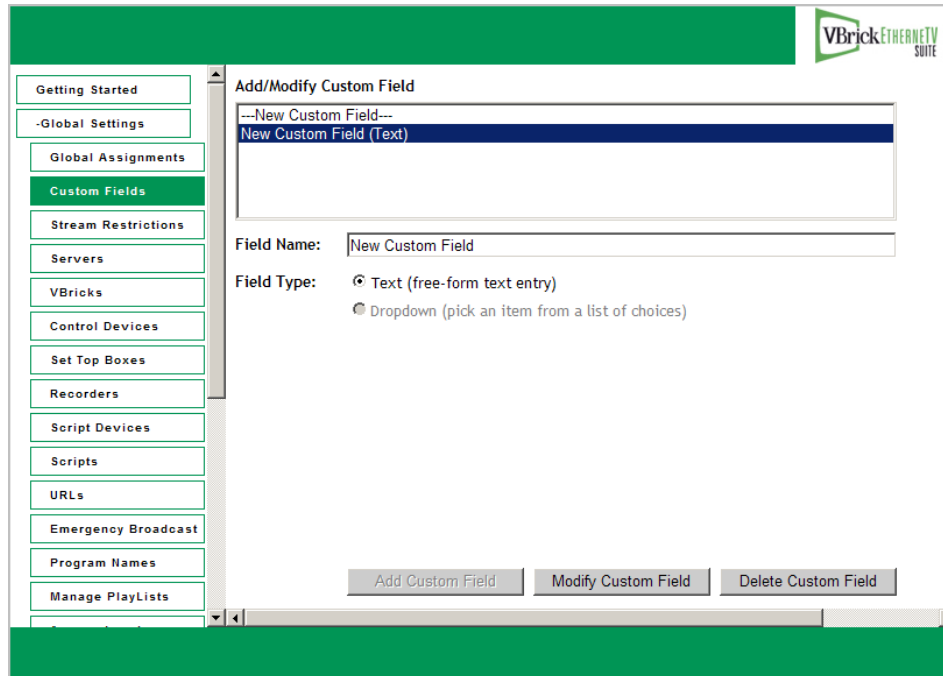 VBrick ETHERNETV
SUITE
Getting Started
-Global Settings
Global Assignments
Custom Fields
Stream Restrictions
Servers
VBricks
Control Devices
Set Top Boxes
Recorders
Script Devices
Scripts
URLs
Emergency Broadcast
Program Names
Manage PlayLists
Add/Modify Custom Field
---New Custom Field---
New Custom Field (Text)
Field Name: New Custom Field
Field Type: Text (free-form text entry)
Dropdown (pick an item from a list of choices)
Add Custom Field Modify Custom Field Delete Custom Field